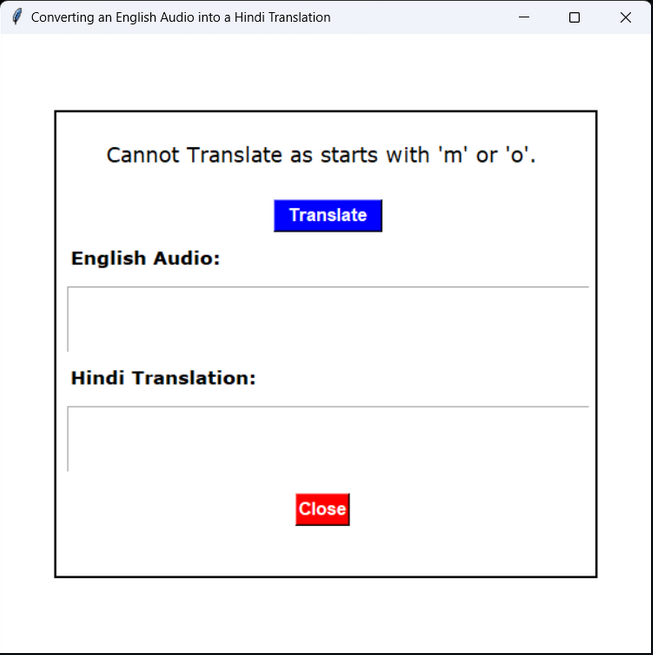 Converting an English Audio into a Hindi Translation
Cannot Translate as starts with 'm' or 'o'.
Translate
English Audio:
Hindi Translation:
Close